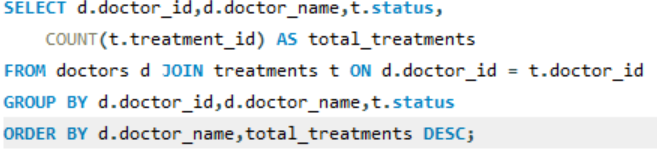 SELECT d.doctor_id,d.doctor_name,t.status,
    COUNT(t.treatment_id) AS total_treatments
FROM doctors d JOIN treatments t ON d.doctor_id = t.doctor_id
GROUP BY d.doctor_id,d.doctor_name,t.status
ORDER BY d.doctor_name,total_treatments DESC;